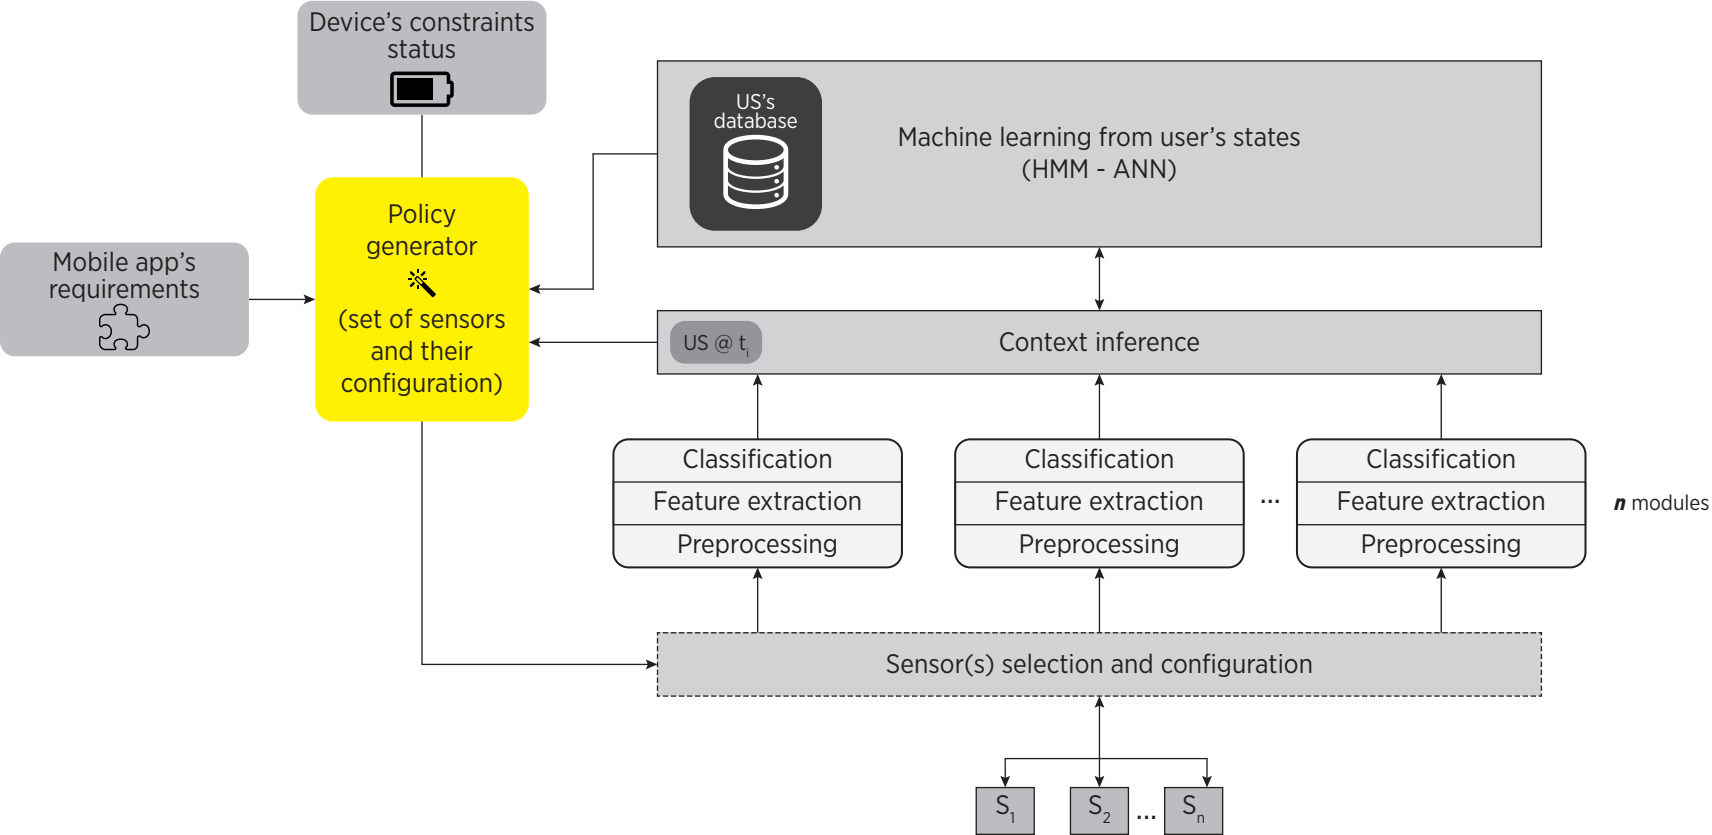 Device’s constraints
status
US’s
database
Machine learning from user’s states
(HMM - ANN)
Policy
generator
(set of sensors
and their
configuration)
Mobile app’s
requirements
US @ ti
Context inference
Classification
Feature extraction
Preprocessing
Classification
Feature extraction
Preprocessing
...
Classification
Feature extraction
Preprocessing
n modules
Sensor(s) selection and configuration
S1
S2
...
Sn